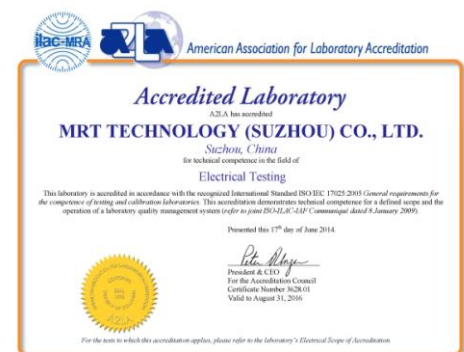 ilac-MRA
A2LA
American Association for Laboratory Accreditation
Accredited Laboratory
A2LA has accredited
MRT TECHNOLOGY (SUZHOU) CO., LTD.
Suzhou, China
for technical competence in the field of
Electrical Testing
This laboratory is accredited in accordance with the recognized International Standard ISO/IEC 17025:2005 General requirements for
the competence of testing and calibration laboratories. This accreditation demonstrates technical competence for a defined scope and the
operation of a laboratory quality management system (refer to joint ISO-ILAC-IAF Communiqué dated 8 January 2009).
Presented this 17th day of June 2014.
President & CEO
For the Accreditation Council
Certificate Number 3628.01
Valid to August 31, 2016
A2LA
For the tests to which this accreditation applies, please refer to the laboratory's Electrical Scope of Accreditation.